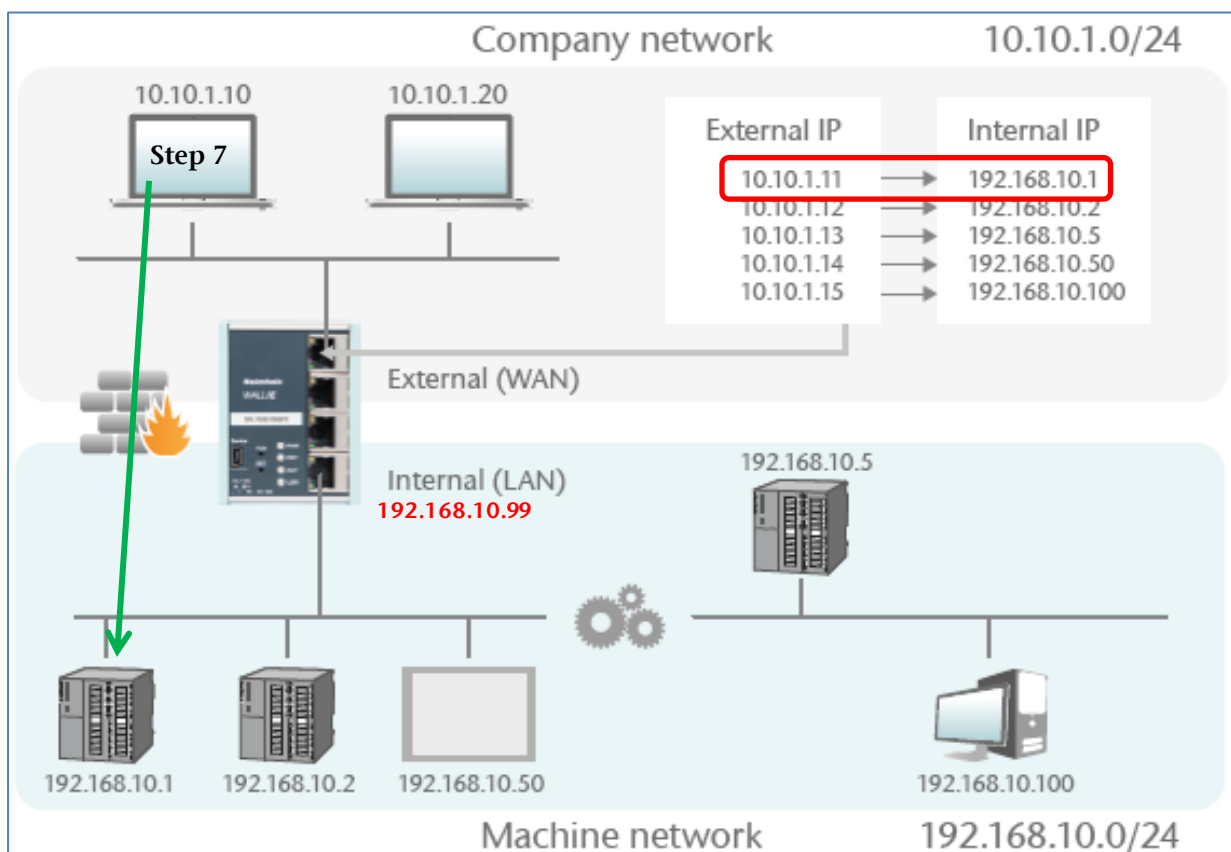 Company network 10.10.1.0/24
10.10.1.10 10.10.1.20
Step 7
External IP Internal IP
10.10.1.11 192.168.10.1
10.10.1.12 192.168.10.2
10.10.1.13 192.168.10.5
10.10.1.14 192.168.10.50
10.10.1.15 192.168.10.100
External (WAN)
WALLIE
Internal (LAN)
192.168.10.99
192.168.10.5
192.168.10.1 192.168.10.2 192.168.10.50 192.168.10.100
Machine network 192.168.10.0/24